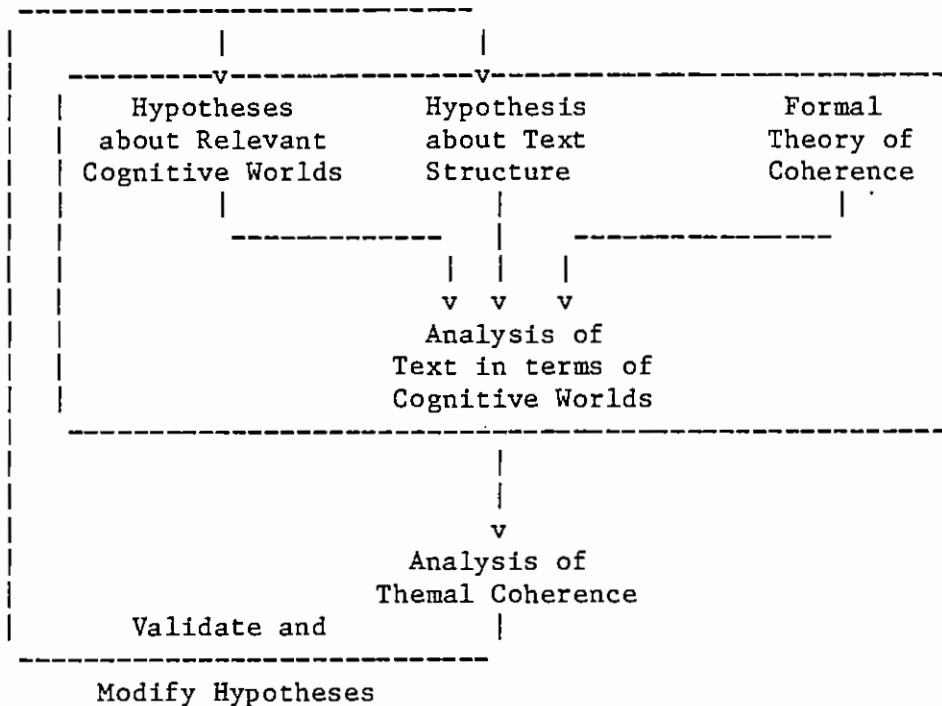 Hypotheses Hypothesis Formal
about Relevant about Text Theory of
Cognitive Worlds Structure Coherence
Analysis of
Text in terms of
Cognitive Worlds
Analysis of
Themal Coherence
Validate and
Modify Hypotheses